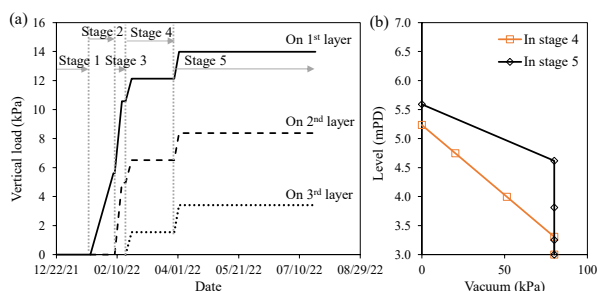 (a)
Stage 2
Stage 4
On 1st layer
Stage 1
Stage 3
Stage 5
On 2nd layer
On 3rd layer
16
14
12
10
8
6
4
2
0
Vertical load (kPa)
12/22/21
02/10/22
04/01/22
05/21/22
07/10/22
08/29/22
Date
(b)
In stage 4
In stage 5
6.5
6.0
5.5
5.0
4.5
4.0
3.5
3.0
Level (mPD)
0
50
100
Vacuum (kPa)